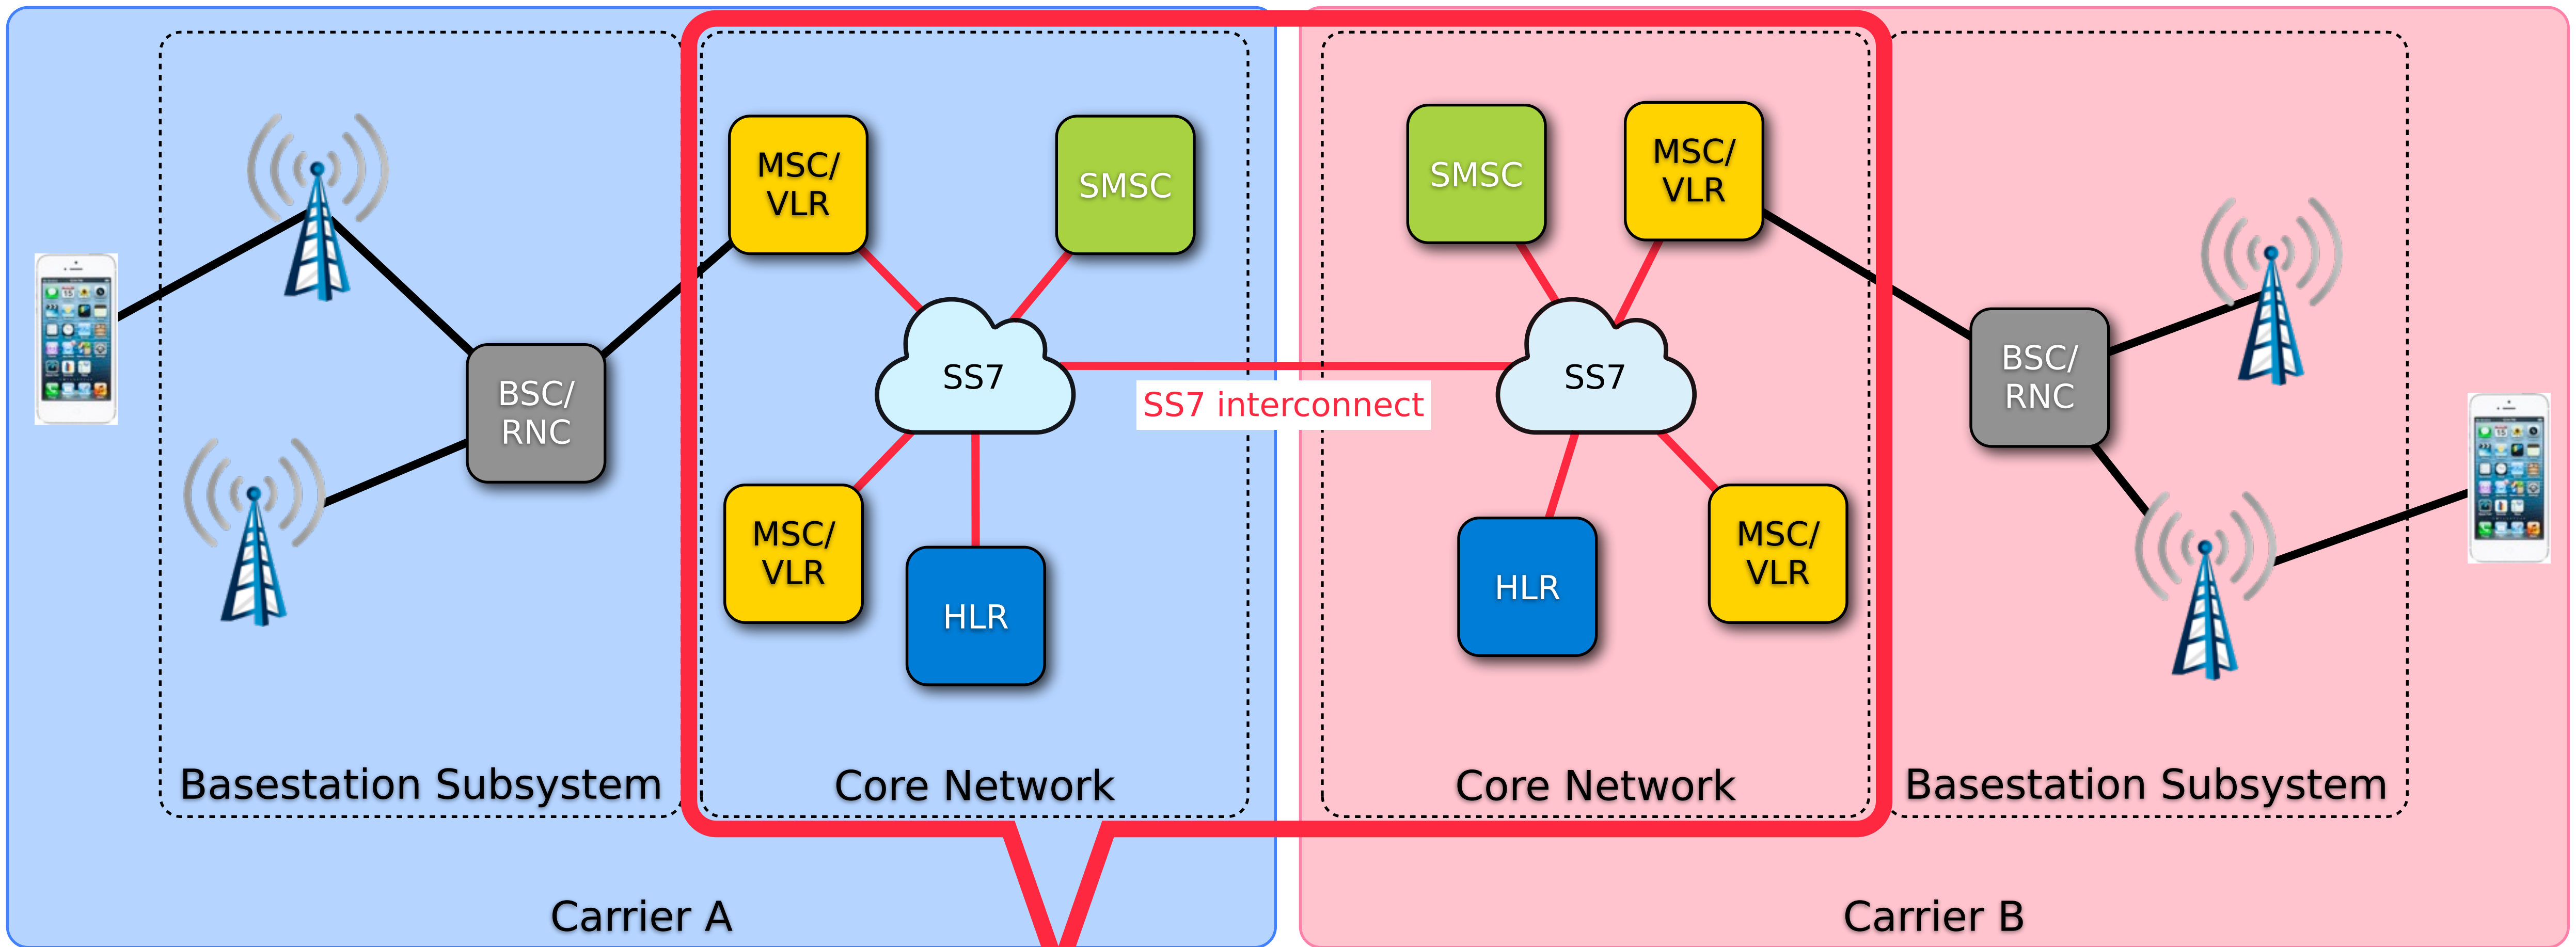 MSC/
VLR
SMSC
SMSC
MSC/
VLR
BSC/
RNC
SS7
SS7 interconnect
SS7
BSC/
RNC
MSC/
VLR
HLR
HLR
MSC/
VLR
Basestation Subsystem
Core Network
Core Network
Basestation Subsystem
Carrier A
Carrier B